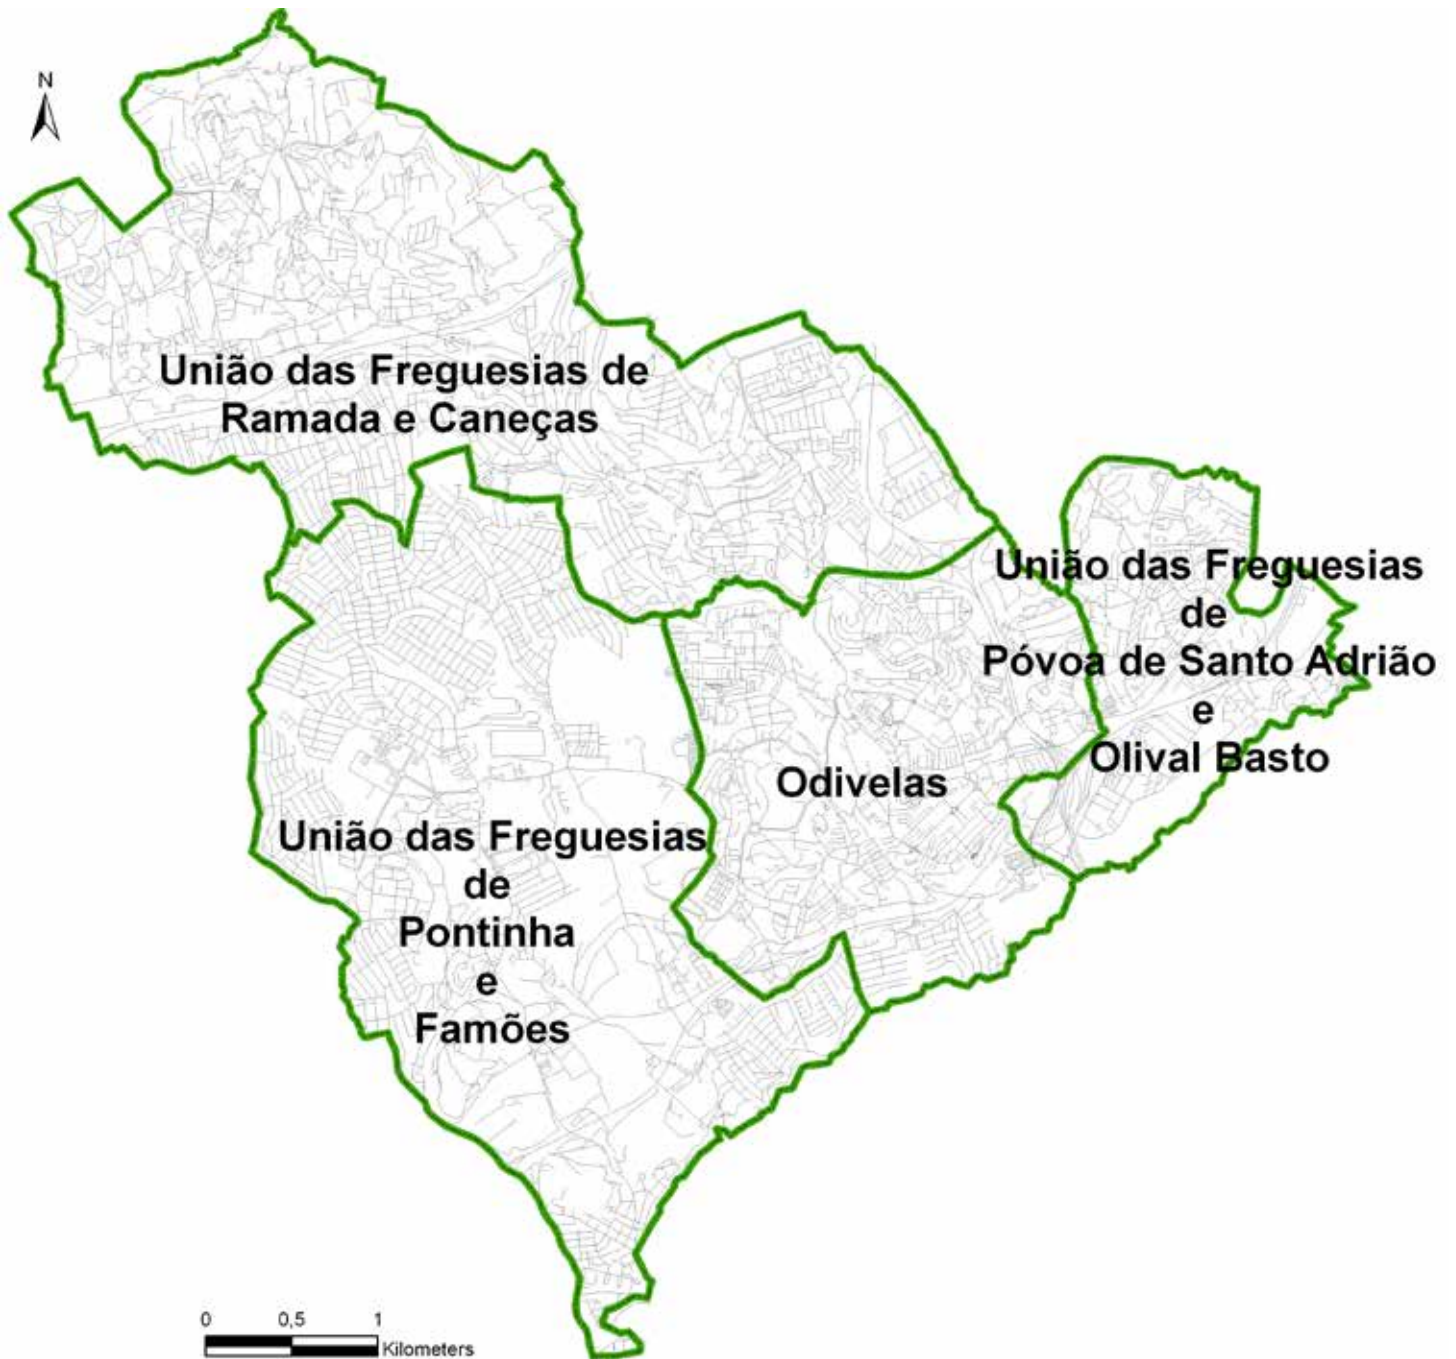 N
União das Freguesias de
Ramada e Caneças
União das Freguesias
de
Póvoa de Santo Adrião
e
Olival Basto
Odivelas
União das Freguesias
de
Pontinha
e
Famões
0 0,5 1
Kilometers